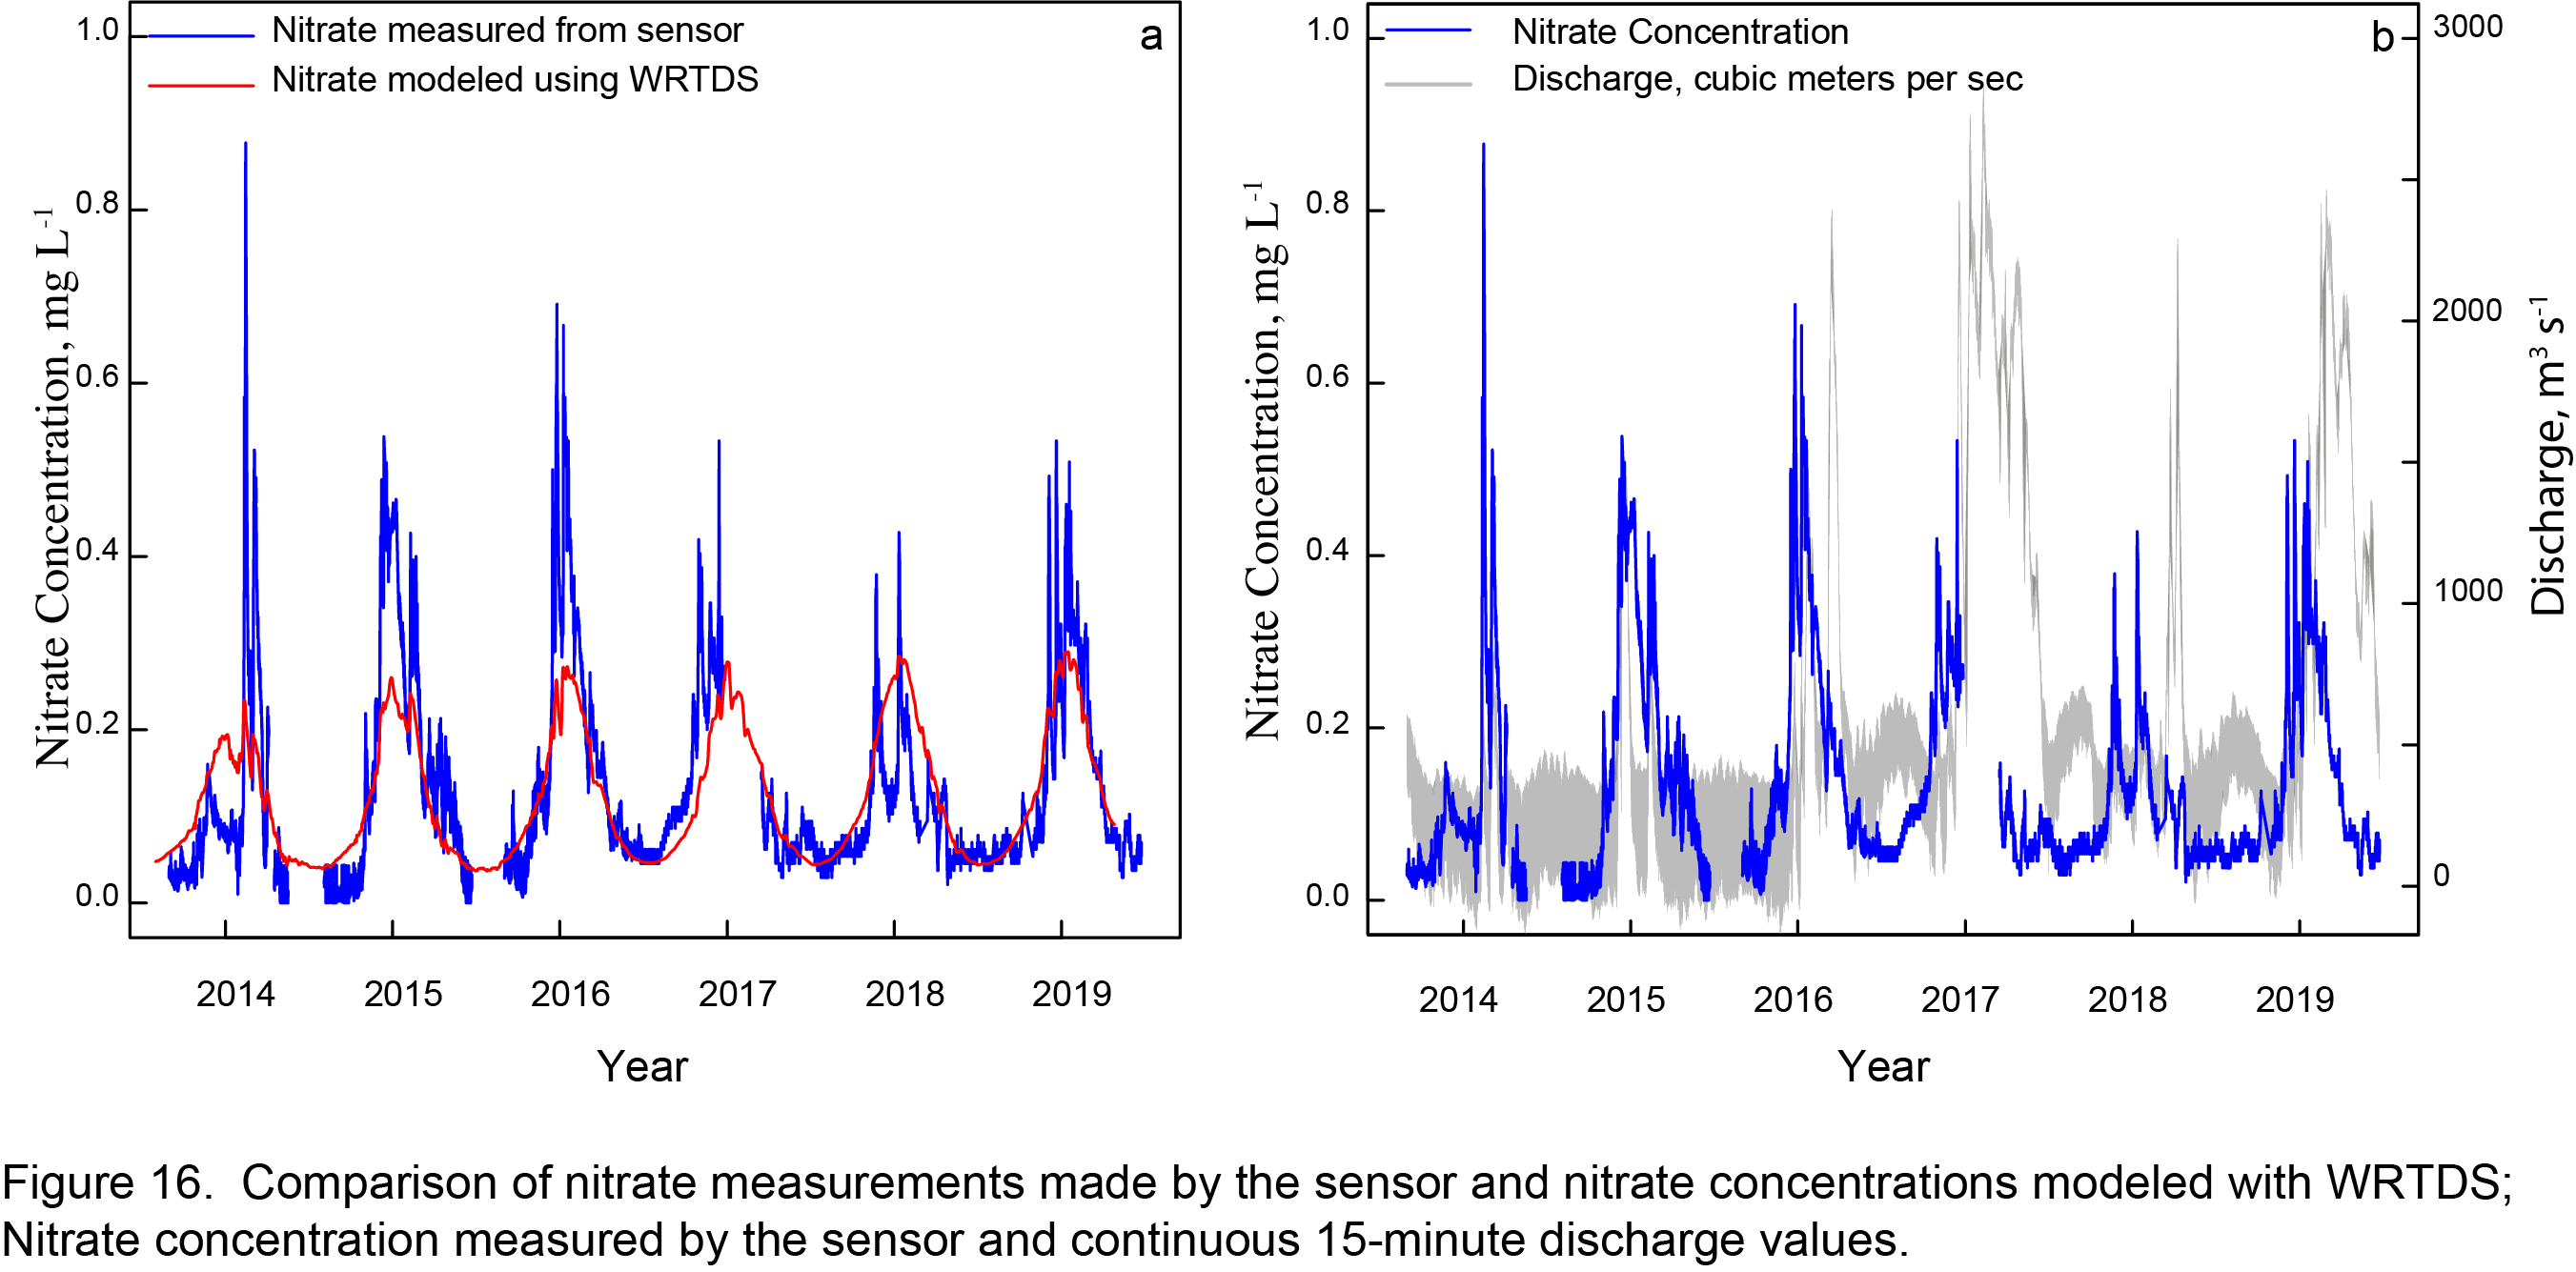 Nitrate measured from sensor
Nitrate modeled using WRTDS
a
1.0
0.8
0.6
0.4
0.2
0.0
Nitrate Concentration, mg L⁻¹
2014 2015 2016 2017 2018 2019
Year
Nitrate Concentration
Discharge, cubic meters per sec
b
1.0
0.8
0.6
0.4
0.2
0.0
Nitrate Concentration, mg L⁻¹
3000
2000
1000
0
Discharge, m³ s⁻¹
2014 2015 2016 2017 2018 2019
Year
Figure 16. Comparison of nitrate measurements made by the sensor and nitrate concentrations modeled with WRTDS;
Nitrate concentration measured by the sensor and continuous 15-minute discharge values.